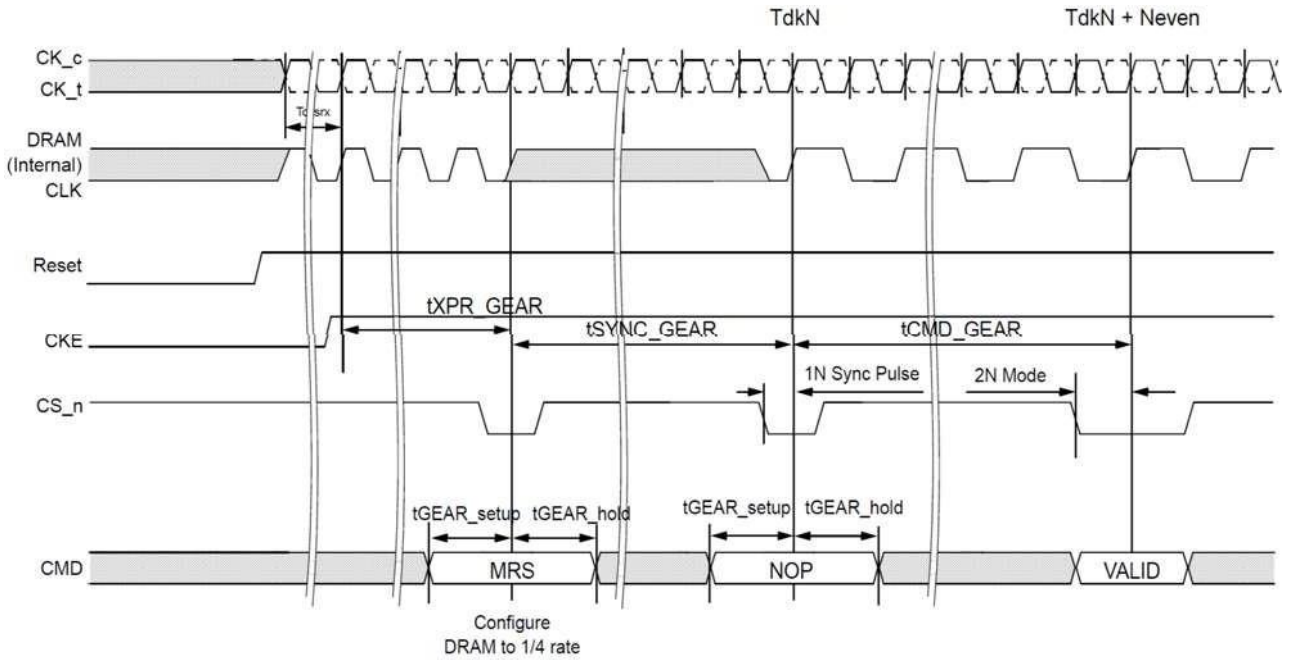 TdkN
TdkN + Neven
CK_c
CK_t
DRAM
(Internal)
CLK
Reset
tXPR_GEAR
CKE
tSYNC_GEAR
tCMD_GEAR
1N Sync Pulse
2N Mode
CS_n
tGEAR_setup
tGEAR_hold
tGEAR_setup
tGEAR_hold
CMD
MRS
NOP
VALID
Configure
DRAM to 1/4 rate